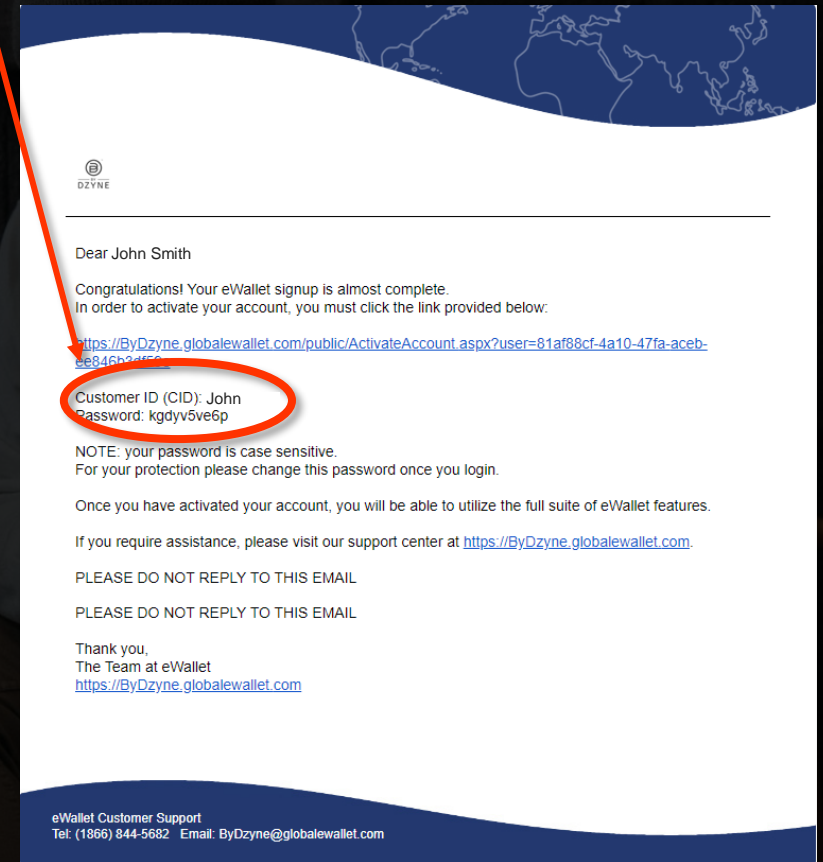 BY
DZYNE
Dear John Smith
Congratulations! Your eWallet signup is almost complete.
In order to activate your account, you must click the link provided below:
https://ByDzyne.globalewallet.com/public/ActivateAccount.aspx?user=81af88cf-4a10-47fa-aceb-
Customer ID (CID): John
Password: kgdyv5ve6p
NOTE: your password is case sensitive.
For your protection please change this password once you login.
Once you have activated your account, you will be able to utilize the full suite of eWallet features.
If you require assistance, please visit our support center at https://ByDzyne.globalewallet.com.
PLEASE DO NOT REPLY TO THIS EMAIL
PLEASE DO NOT REPLY TO THIS EMAIL
Thank you,
The Team at eWallet
https://ByDzyne.globalewallet.com
eWallet Customer Support
Tel: (1866) 844-5682 Email: ByDzyne@globalewallet.com